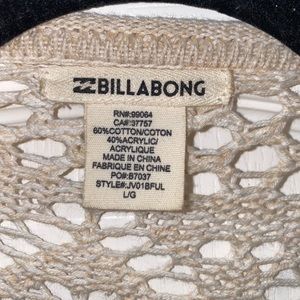 BILLABONG
RN#:99084
CA#:37757
60%COTTON/COTON
40%ACRYLIC/
ACRYLIQUE
MADE IN CHINA
FABRIQUE EN CHINE
PO#:B7037
STYLE#:JV01BFUL
L/G